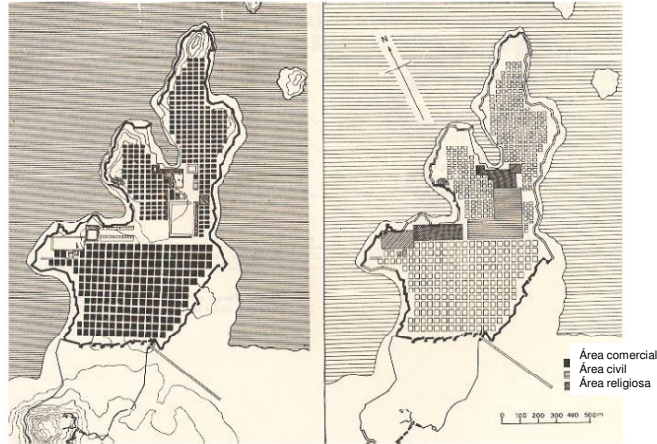 N
Área comercial
Área civil
Área religiosa
0 100 200 300 400 500m